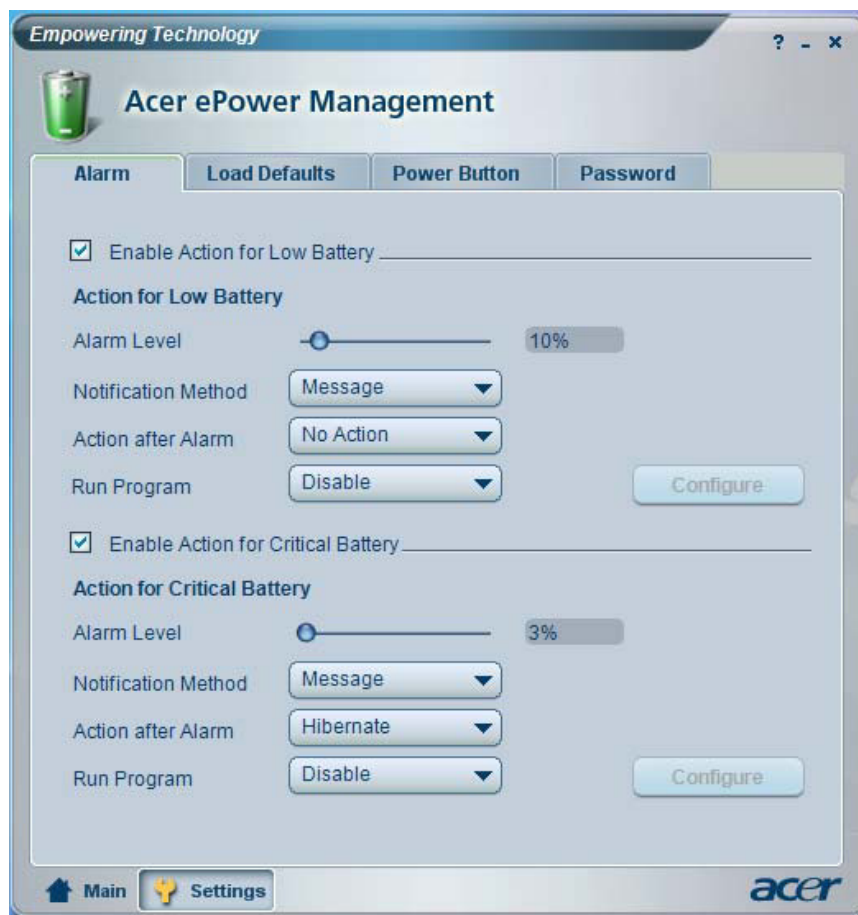 Empowering Technology
? - x
Acer ePower Management
Alarm Load Defaults Power Button Password
Enable Action for Low Battery
Action for Low Battery
Alarm Level 10%
Notification Method Message
Action after Alarm No Action
Run Program Disable Configure
Enable Action for Critical Battery
Action for Critical Battery
Alarm Level 3%
Notification Method Message
Action after Alarm Hibernate
Run Program Disable Configure
Main Settings acer